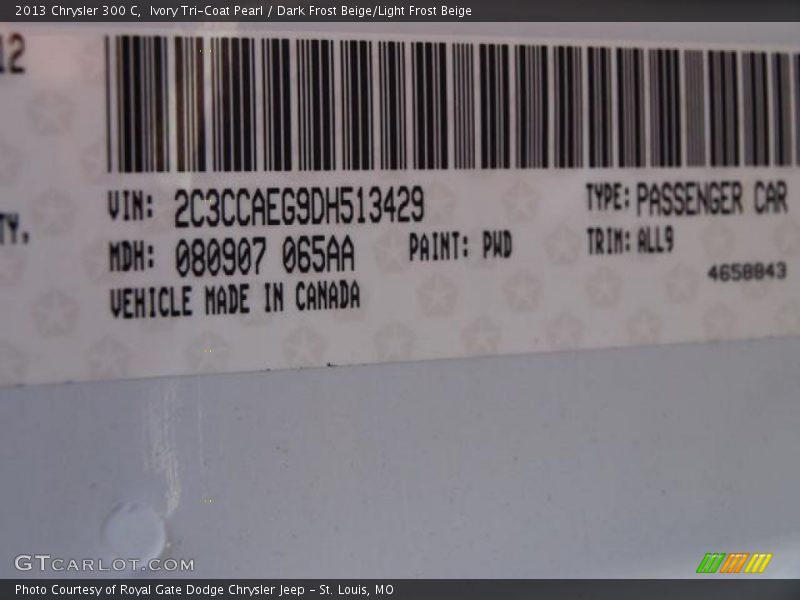 2013 Chrysler 300 C, Ivory Tri-Coat Pearl / Dark Frost Beige/Light Frost Beige
12
VIN: 2C3CCAEG9DH513429 TYPE: PASSENGER CAR
TY,
MDH: 080907 065AA PAINT: PWD TRIM: ALL9
VEHICLE MADE IN CANADA 4658843
GTCARLOT.COM
Photo Courtesy of Royal Gate Dodge Chrysler Jeep - St. Louis, MO